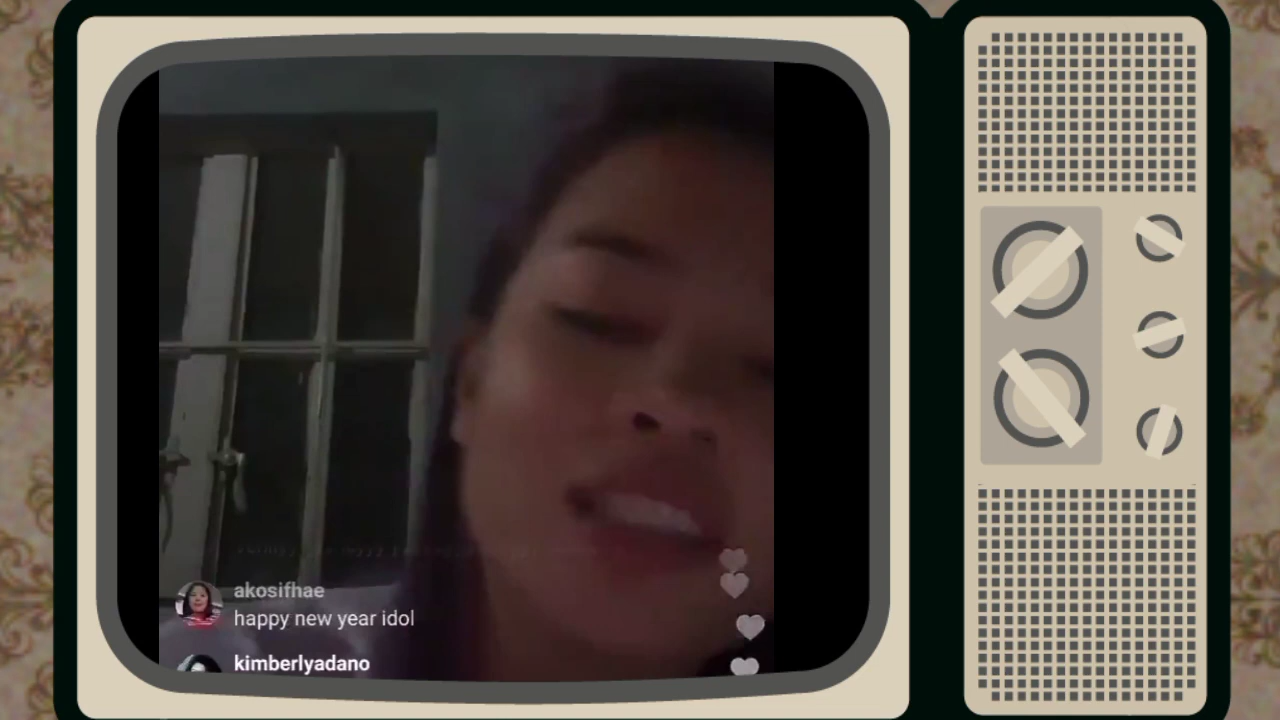 akosifhae
happy new year idol
kimberlyadano